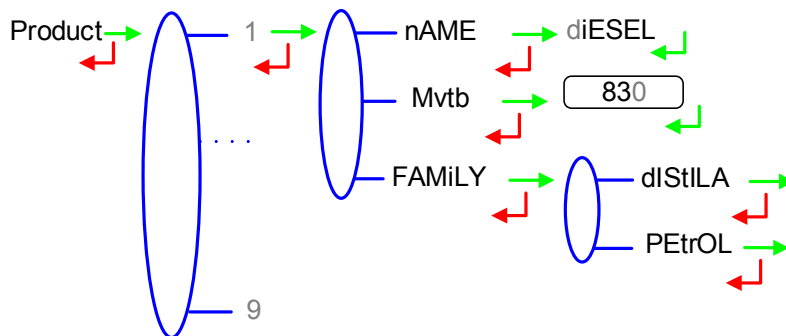 Product 1 nAME diESEL
Mvtb 830
. . . .
FAMiLY dIStILA
PEtrOL
9